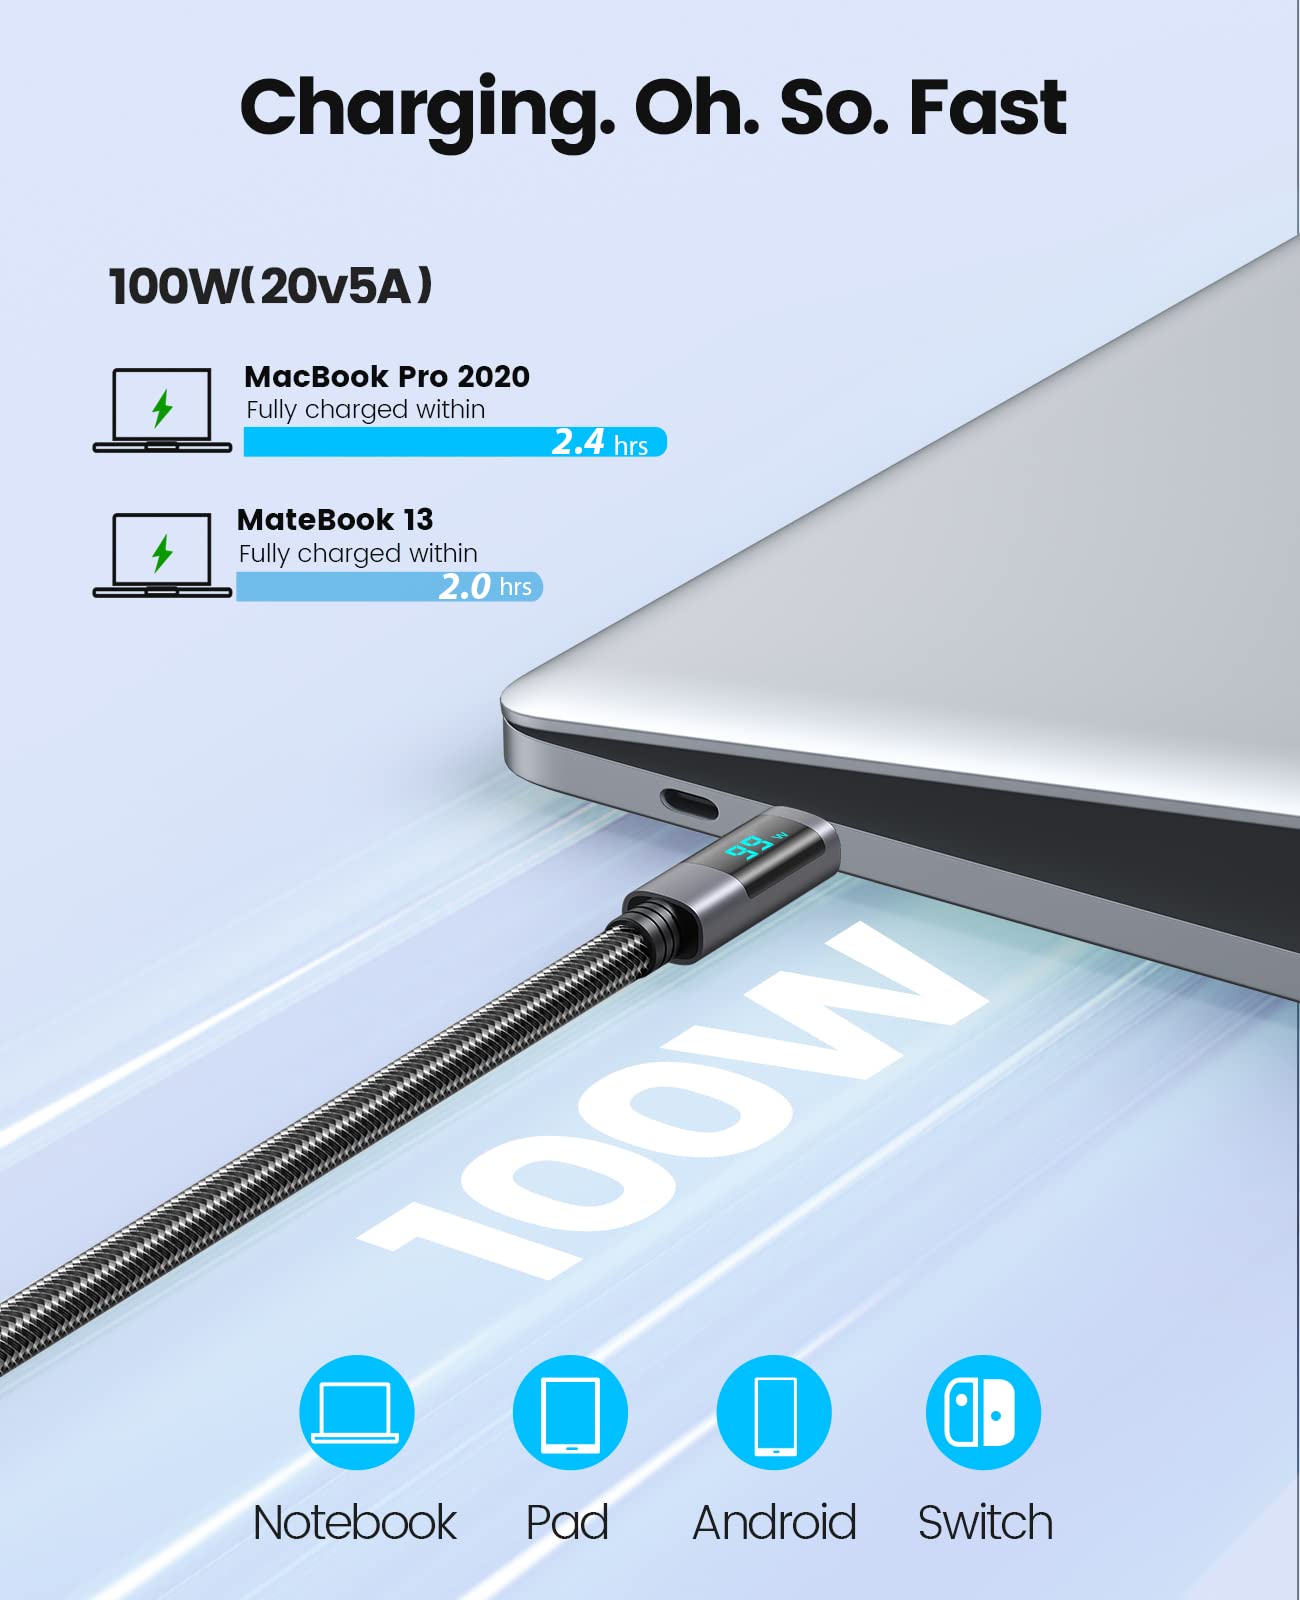 Charging. Oh. So. Fast
100W(20v5A)
MacBook Pro 2020
Fully charged within
2.4 hrs
MateBook 13
Fully charged within
2.0 hrs
99 W
100W
Notebook
Pad
Android
Switch